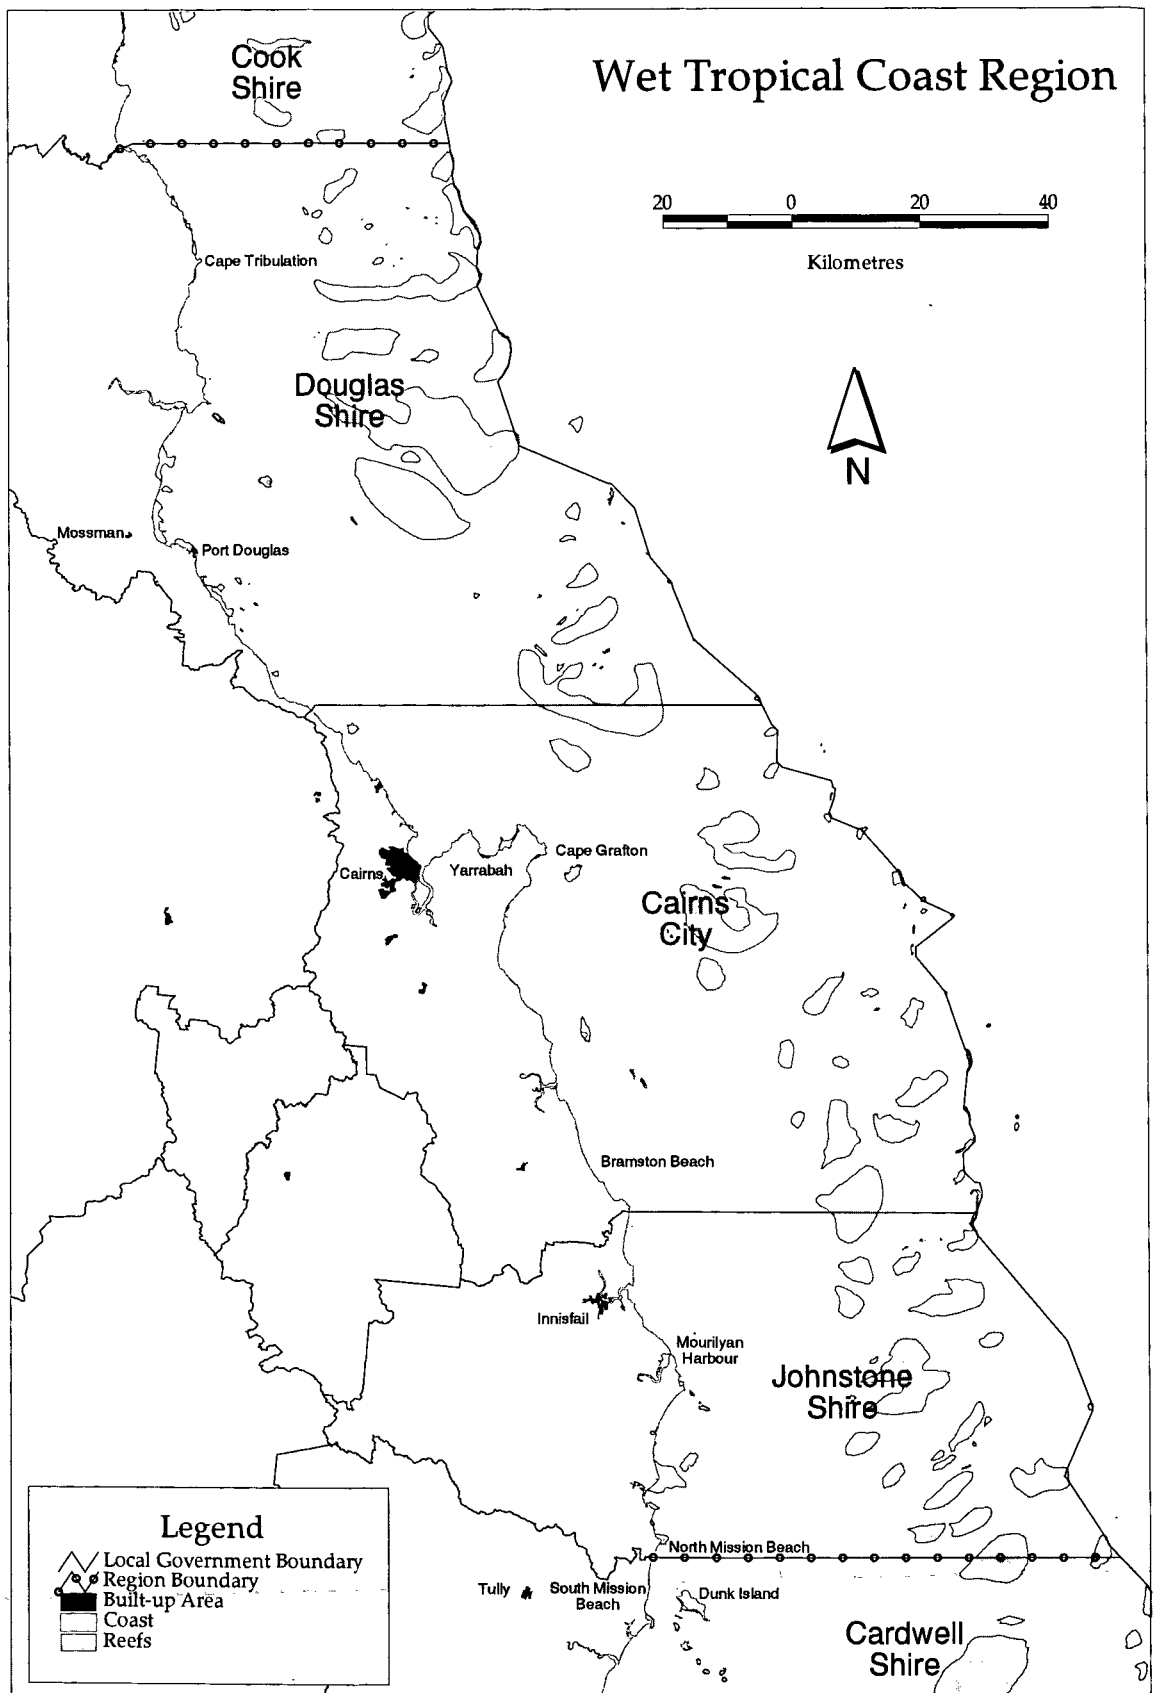 Wet Tropical Coast Region
Cook
Shire
20 0 20 40
Kilometres
Cape Tribulation
N
Douglas
Shire
Mossman
Port Douglas
Cairns
Yarrabah
Cape Grafton
Cairns
City
Bramston Beach
Innisfail
Mourilyan
Harbour
Johnstone
Shire
North Mission Beach
Tully
South Mission
Beach
Dunk Island
Cardwell
Shire
Legend
Local Government Boundary
Region Boundary
Built-up Area
Coast
Reefs